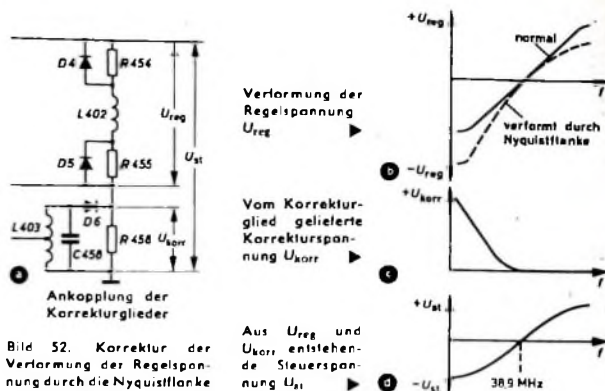 D4
R454
L402
U_reg
U_st
D5
R455
D6
L403
C458
R458
U_korr
a
Ankopplung der
Korrekturglieder
Bild 52. Korrektur der
Verformung der Regelspan-
nung durch die Nyquistflanke
Verformung der
Regelspannung
U_reg ▶
+U_reg
normal
f
verformt durch
Nyquistflanke
−U_reg
b
Vom Korrektur-
glied gelieferte
Korrekturspan-
nung U_korr ▶
+U_korr
f
c
Aus U_reg und
U_korr entstehen-
de Steuerspan-
nung U_st ▶
+U_st
f
−U_st
38,9 MHz
d